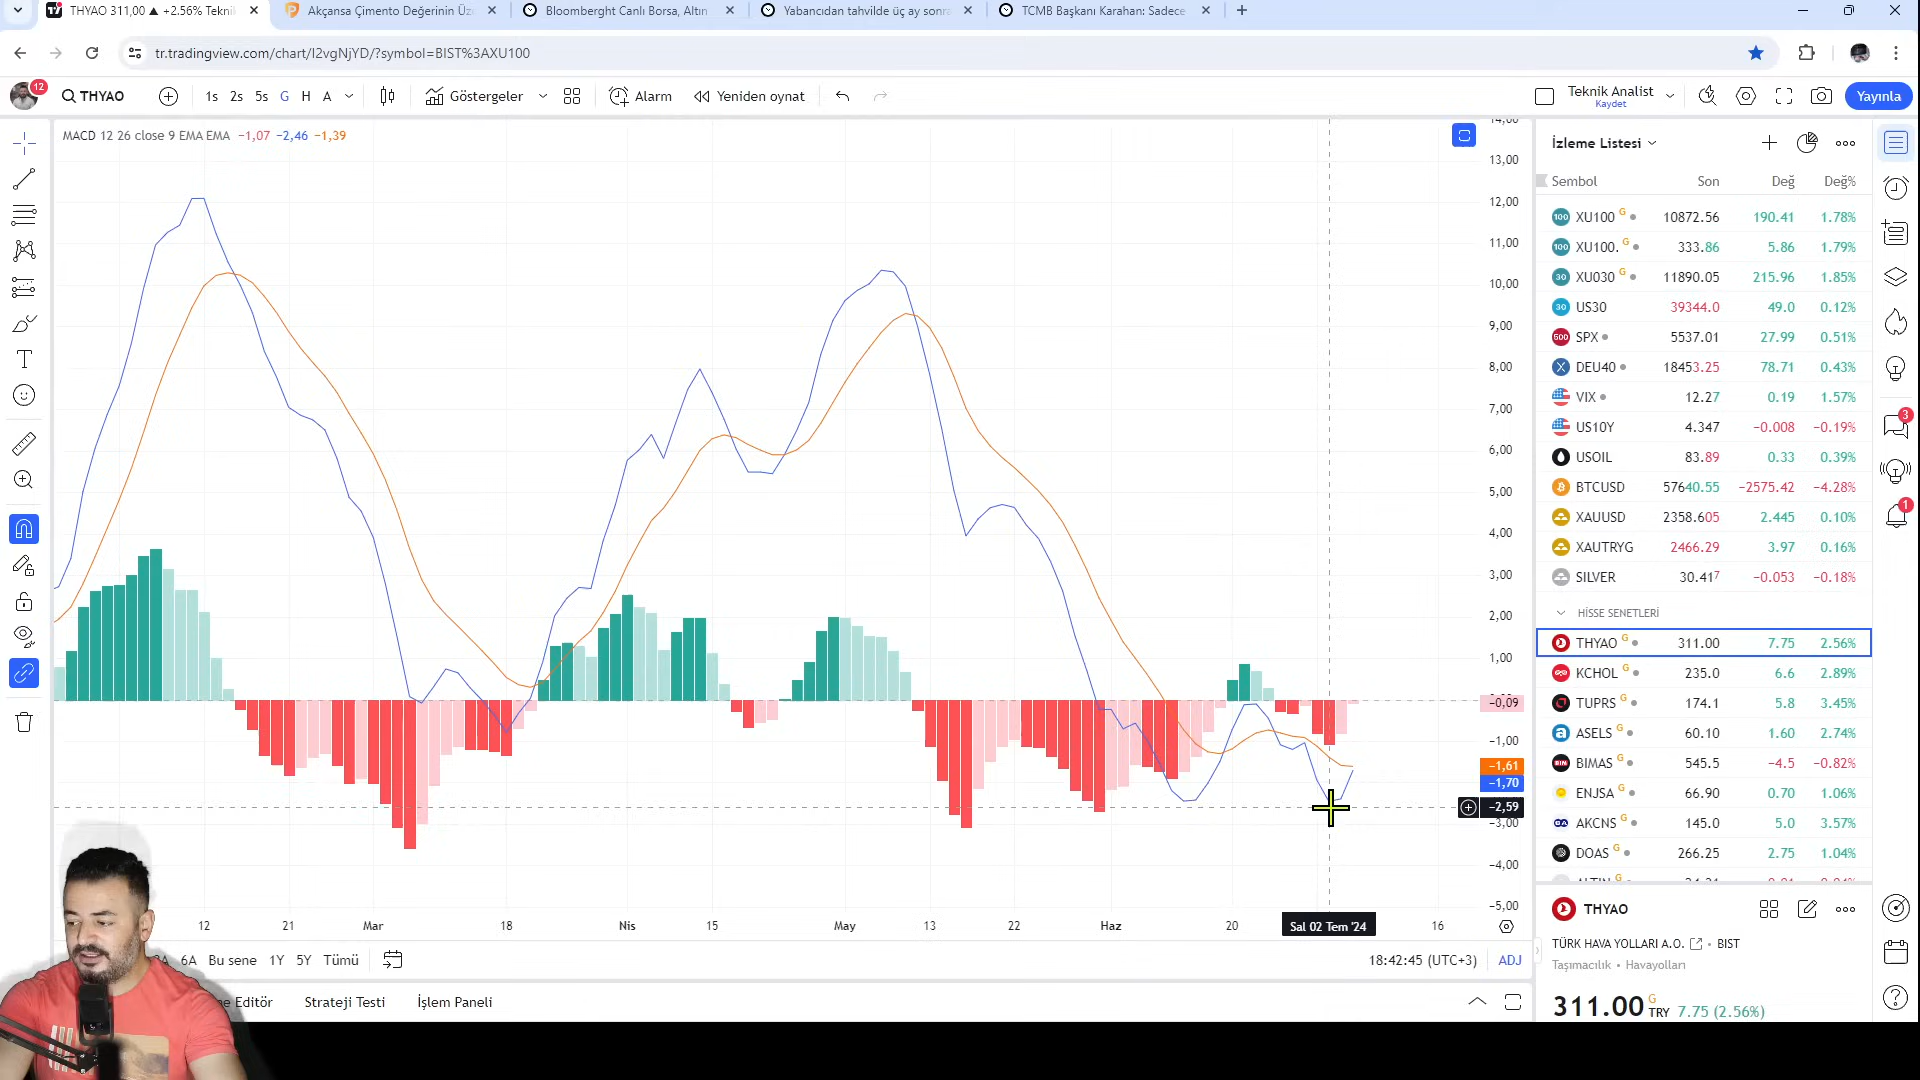 THYAO 311,00 ▲ +2.56% Teknik
Akçansa Çimento Değerinin Üz
Bloomberght Canlı Borsa, Altın
Yabancıdan tahvilde üç ay sonra
TCMB Başkanı Karahan: Sadece
tr.tradingview.com/chart/I2vgNjYD/?symbol=BIST%3AXU100
12
THYAO
1s 2s 5s G H A
Göstergeler
Alarm
Yeniden oynat
Teknik Analist
Kaydet
Yayınla
MACD 12 26 close 9 EMA EMA −1,07 −2,46 −1,39
14,00
13,00
12,00
11,00
10,00
9,00
8,00
7,00
6,00
5,00
4,00
3,00
2,00
1,00
−0,09
−1,00
−1,61
−1,70
−2,59
−3,00
−4,00
−5,00
12 21 Mar 18 Nis 15 May 13 22 Haz 20 Sal 02 Tem '24 16
6A Bu sene 1Y 5Y Tümü
18:42:45 (UTC+3) ADJ
ne Editör Strateji Testi İşlem Paneli
İzleme Listesi
Sembol Son Değ Değ%
100 XU100 G 10872.56 190.41 1.78%
100 XU100. G 333.86 5.86 1.79%
30 XU030 G 11890.05 215.96 1.85%
30 US30 39344.0 49.0 0.12%
500 SPX 5537.01 27.99 0.51%
X DEU40 18453.25 78.71 0.43%
VIX 12.27 0.19 1.57%
US10Y 4.347 −0.008 −0.19%
USOIL 83.89 0.33 0.39%
BTCUSD 57640.55 −2575.42 −4.28%
XAUUSD 2358.605 2.445 0.10%
XAUTRYG 2466.29 3.97 0.16%
SILVER 30.417 −0.053 −0.18%
HİSSE SENETLERİ
THYAO G 311.00 7.75 2.56%
KCHOL G 235.0 6.6 2.89%
TUPRS G 174.1 5.8 3.45%
ASELS G 60.10 1.60 2.74%
BIMAS G 545.5 −4.5 −0.82%
ENJSA G 66.90 0.70 1.06%
AKCNS G 145.0 5.0 3.57%
DOAS G 266.25 2.75 1.04%
THYAO
TÜRK HAVA YOLLARI A.O. • BIST
Taşımacılık • Havayolları
311.00 G TRY 7.75 (2.56%)
3
1